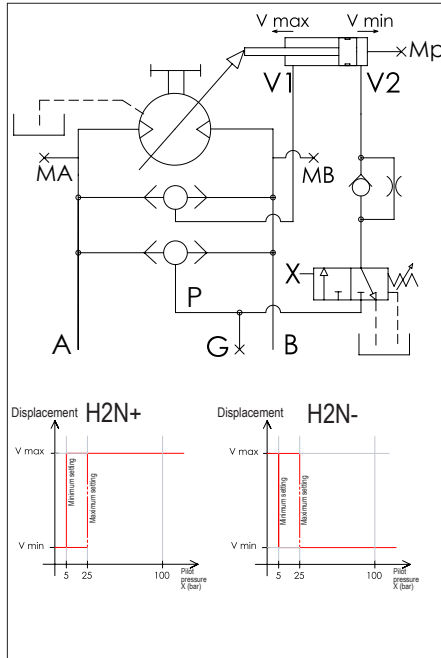 V max
V min
Mp
V1
V2
MA
MB
X
P
A
G
B
Displacement
H2N+
V max
Minimum setting
Maximum setting
V min
5
25
100
Pilot
pressure
X (bar)
Displacement
H2N-
V max
Minimum setting
Maximum setting
V min
5
25
100
Pilot
pressure
X (bar)